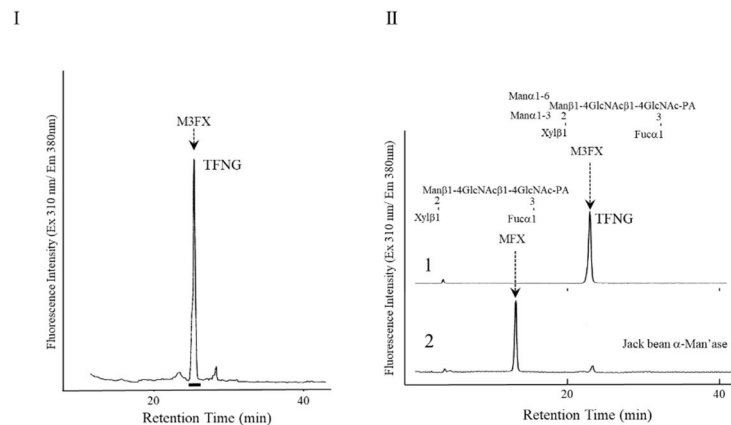 I
Fluorescence Intensity (Ex 310 nm/ Em 380nm)
M3FX
TFNG
20
40
Retention Time (min)
II
Fluorescence Intensity (Ex 310 nm/ Em 380nm)
Manα1-6
Manβ1-4GlcNAcβ1-4GlcNAc-PA
Manα1-3 2 3
Xylβ1 Fucα1
M3FX
TFNG
Manβ1-4GlcNAcβ1-4GlcNAc-PA
2 3
Xylβ1 Fucα1
MFX
1
2
Jack bean α-Man'ase
20
40
Retention Time (min)